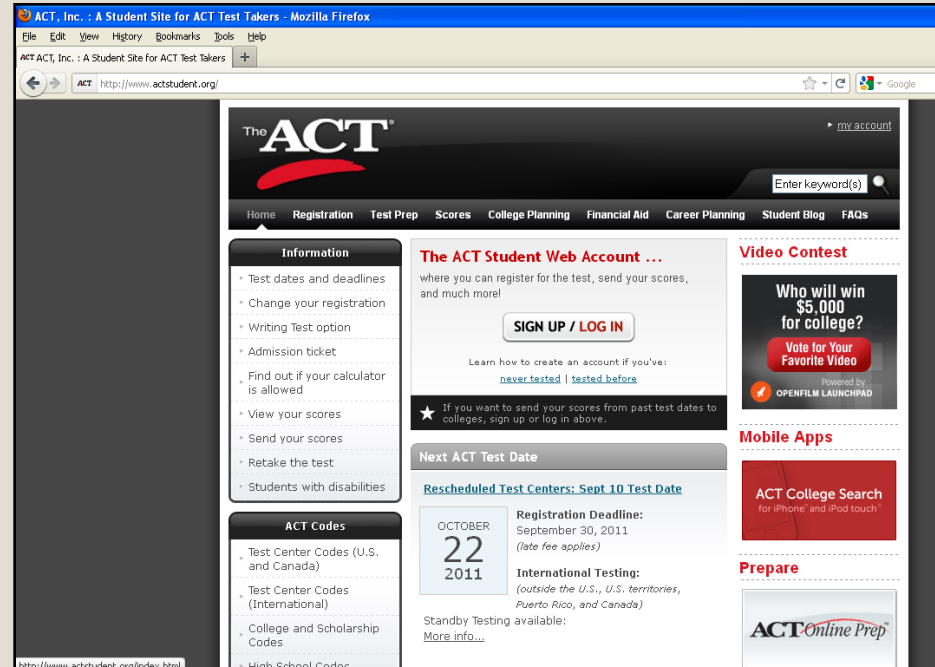 ACT, Inc. : A Student Site for ACT Test Takers - Mozilla Firefox
File Edit View History Bookmarks Tools Help
ACT ACT, Inc. : A Student Site for ACT Test Takers +
ACT http://www.actstudent.org/
Google
The ACT®
my account
Enter keyword(s)
Home Registration Test Prep Scores College Planning Financial Aid Career Planning Student Blog FAQs
Information
Test dates and deadlines
Change your registration
Writing Test option
Admission ticket
Find out if your calculator
is allowed
View your scores
Send your scores
Retake the test
Students with disabilities
ACT Codes
Test Center Codes (U.S.
and Canada)
Test Center Codes
(International)
College and Scholarship
Codes
High School Codes
The ACT Student Web Account ...
where you can register for the test, send your scores,
and much more!
SIGN UP / LOG IN
Learn how to create an account if you've:
never tested | tested before
If you want to send your scores from past test dates to
colleges, sign up or log in above.
Next ACT Test Date
Rescheduled Test Centers: Sept 10 Test Date
OCTOBER
22
2011
Registration Deadline:
September 30, 2011
(late fee applies)
International Testing:
(outside the U.S., U.S. territories,
Puerto Rico, and Canada)
Standby Testing available:
More info...
Video Contest
Who will win
$5,000
for college?
Vote for Your
Favorite Video
Powered by
OPENFILM LAUNCHPAD
Mobile Apps
ACT College Search
for iPhone® and iPod touch®
Prepare
ACT Online Prep™
http://www.actstudent.org/index.html